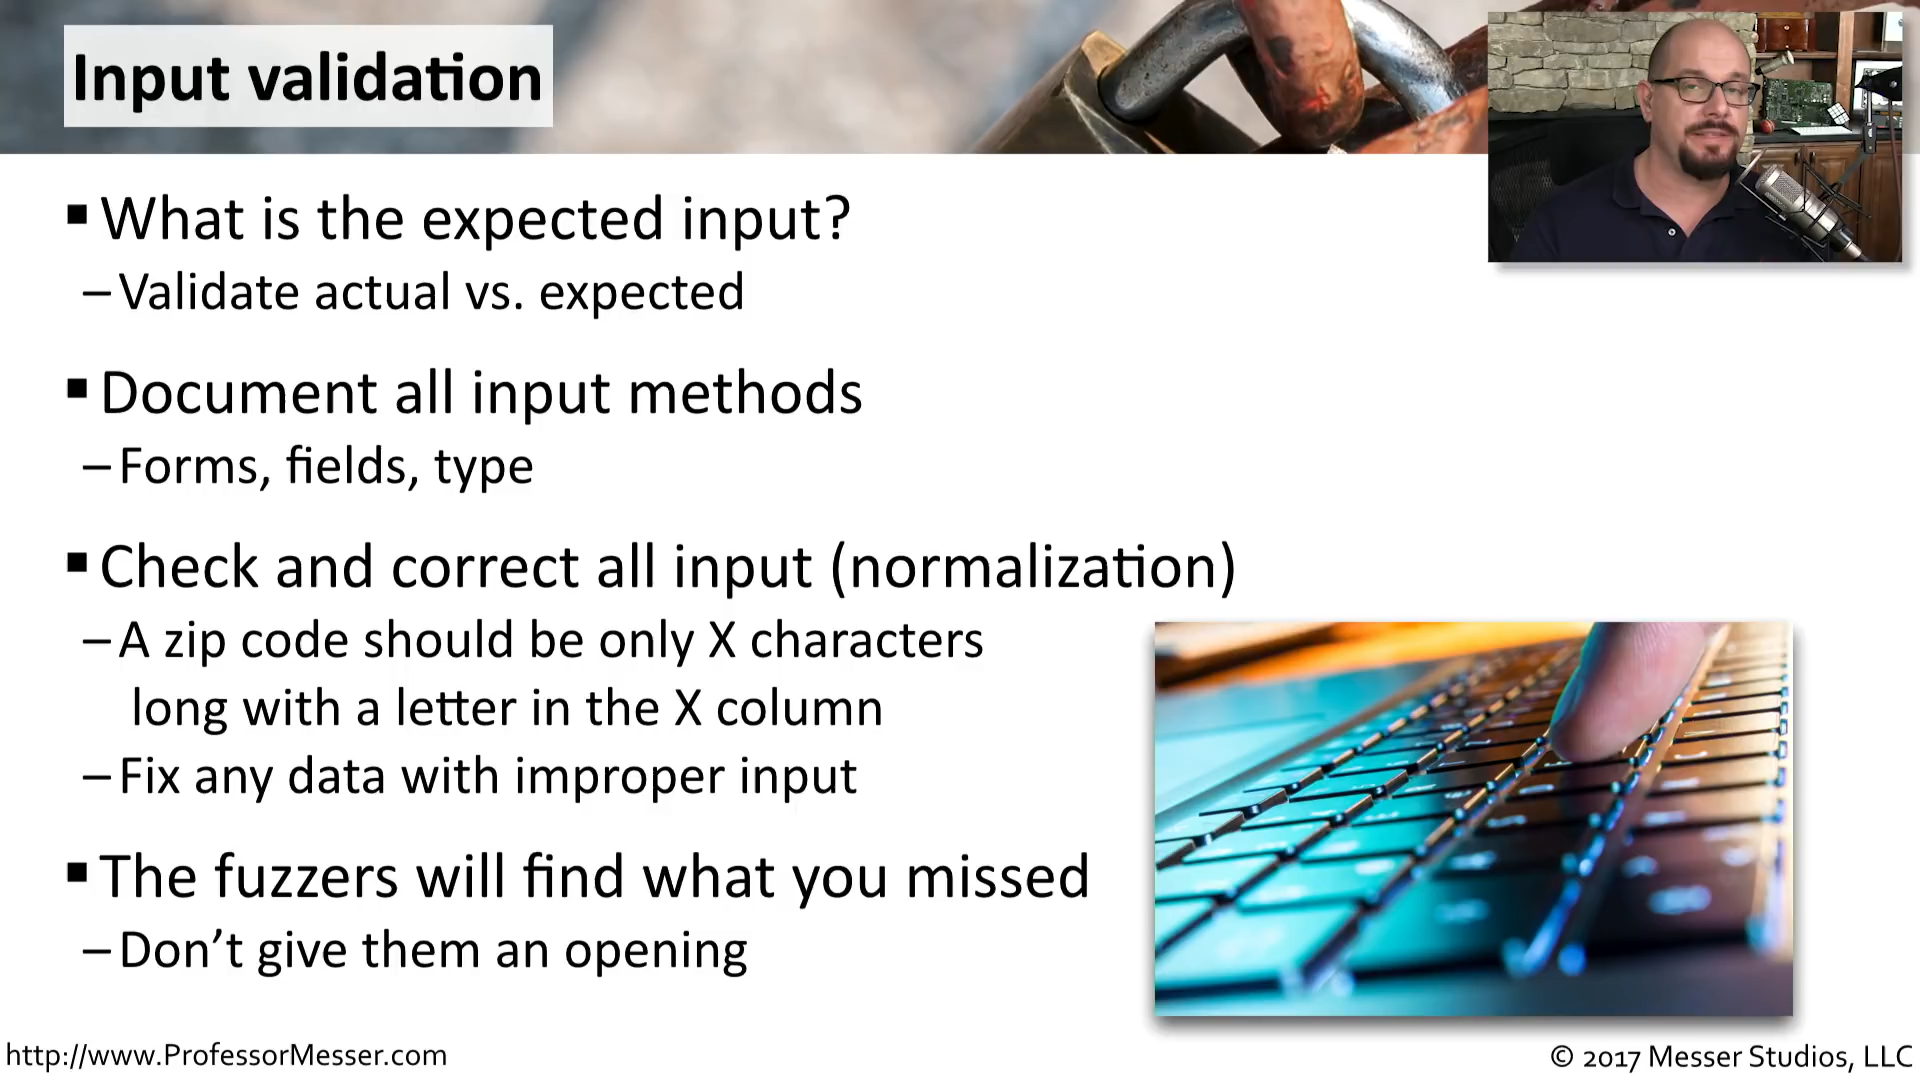 Input validation
▪ What is the expected input?
– Validate actual vs. expected
▪ Document all input methods
– Forms, fields, type
▪ Check and correct all input (normalization)
– A zip code should be only X characters
long with a letter in the X column
– Fix any data with improper input
▪ The fuzzers will find what you missed
– Don’t give them an opening
http://www.ProfessorMesser.com
© 2017 Messer Studios, LLC